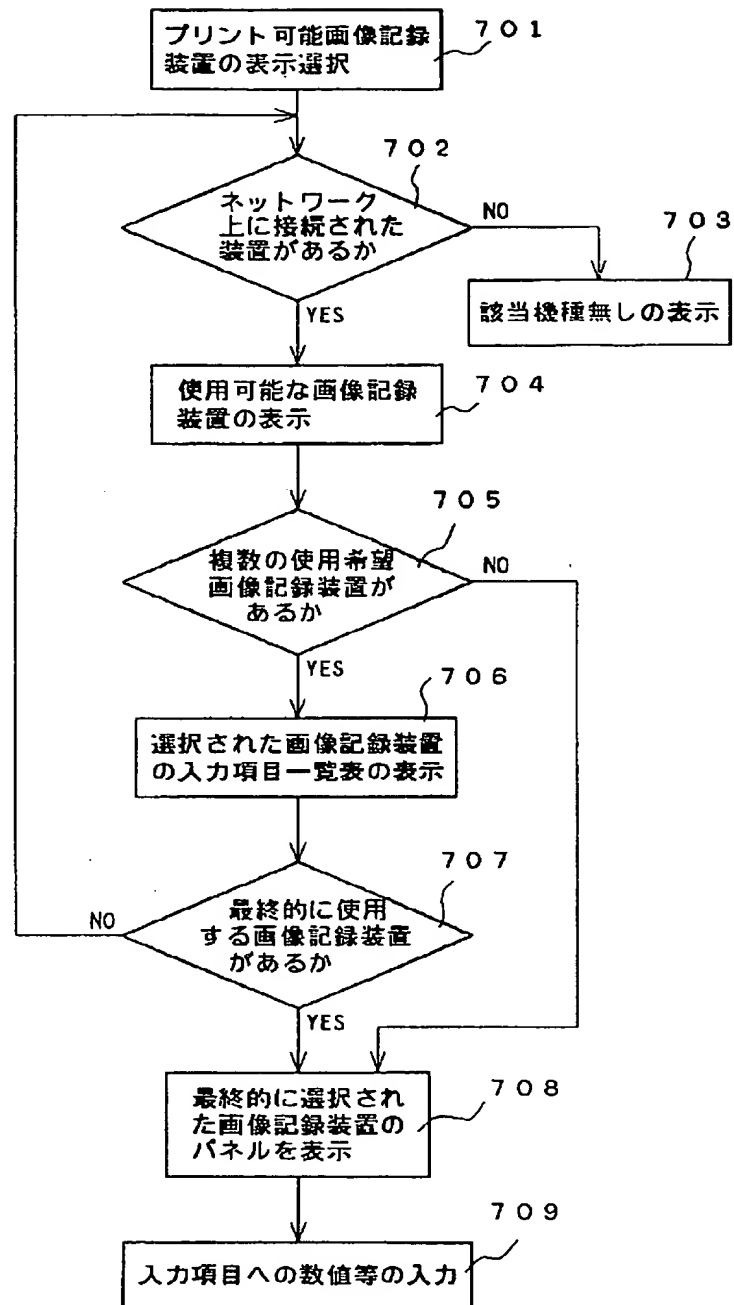 プリント可能画像記録
装置の表示選択
701
702
ネットワーク
上に接続された
装置があるか
NO
703
該当機種無しの表示
YES
使用可能な画像記録
装置の表示
704
705
複数の使用希望
画像記録装置が
あるか
NO
YES
706
選択された画像記録装置
の入力項目一覧表の表示
707
最終的に使用
する画像記録装置
があるか
NO
YES
最終的に選択され
た画像記録装置の
パネルを表示
708
709
入力項目への数値等の入力